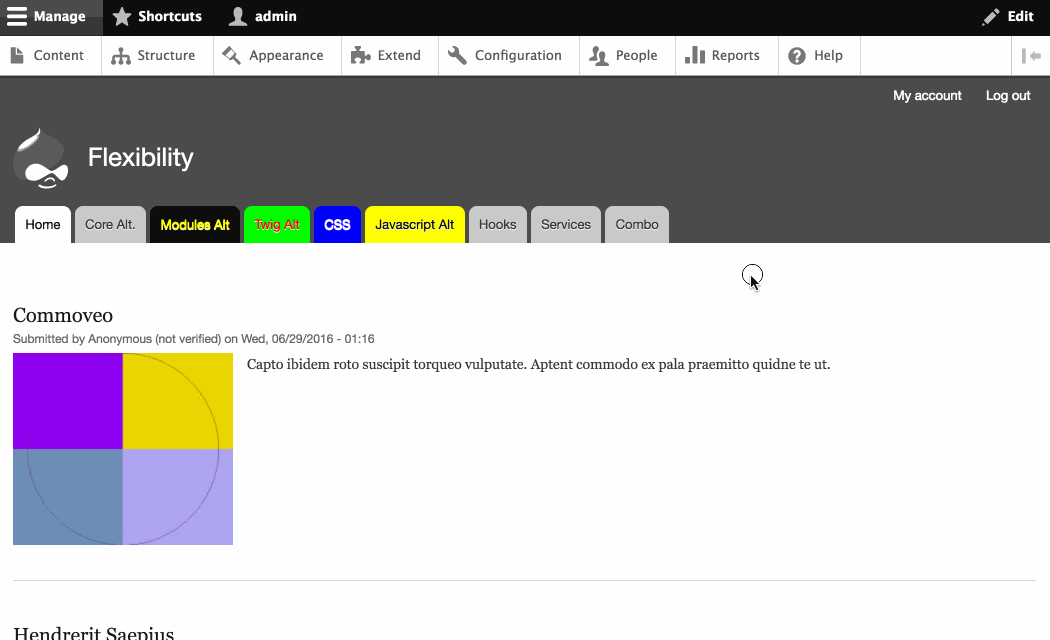 Manage Shortcuts admin Edit
Content Structure Appearance Extend Configuration People Reports Help
My account Log out
Flexibility
Home Core Alt. Modules Alt Twig Alt CSS Javascript Alt Hooks Services Combo
Commoveo
Submitted by Anonymous (not verified) on Wed, 06/29/2016 - 01:16
Capto ibidem roto suscipit torqueo vulputate. Aptent commodo ex pala praemitto quidne te ut.
Hendrerit Saepius